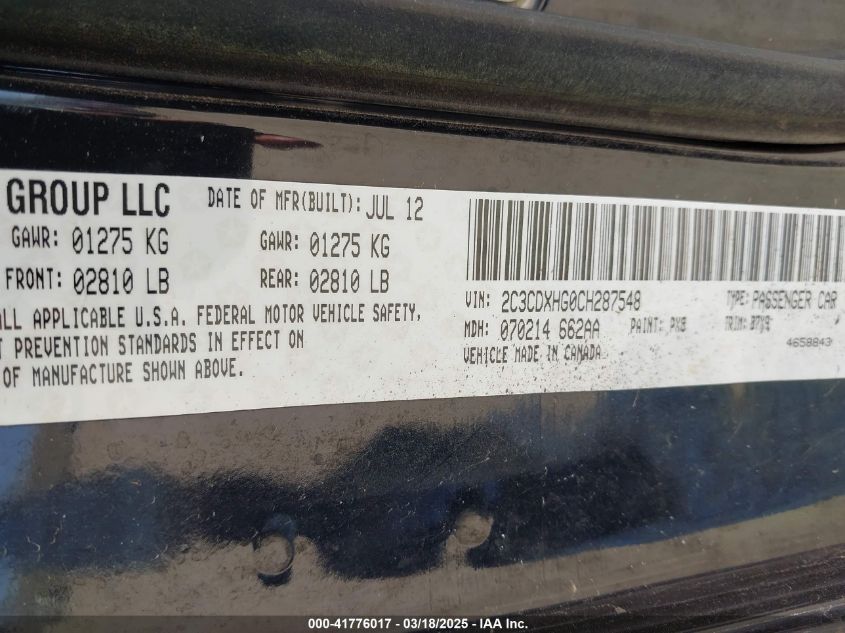 GROUP LLC DATE OF MFR(BUILT): JUL 12
GAWR: 01275 KG GAWR: 01275 KG
FRONT: 02810 LB REAR: 02810 LB
ALL APPLICABLE U.S.A. FEDERAL MOTOR VEHICLE SAFETY,
PREVENTION STANDARDS IN EFFECT ON
OF MANUFACTURE SHOWN ABOVE.
VIN: 2C3CDXHG0CH287548 TYPE: PASSENGER CAR
MDH: 070214 662AA PAINT: PX8 TRIM:
VEHICLE MADE IN CANADA 4658843
000-41776017 / 03/18/2025 - IAA Inc.